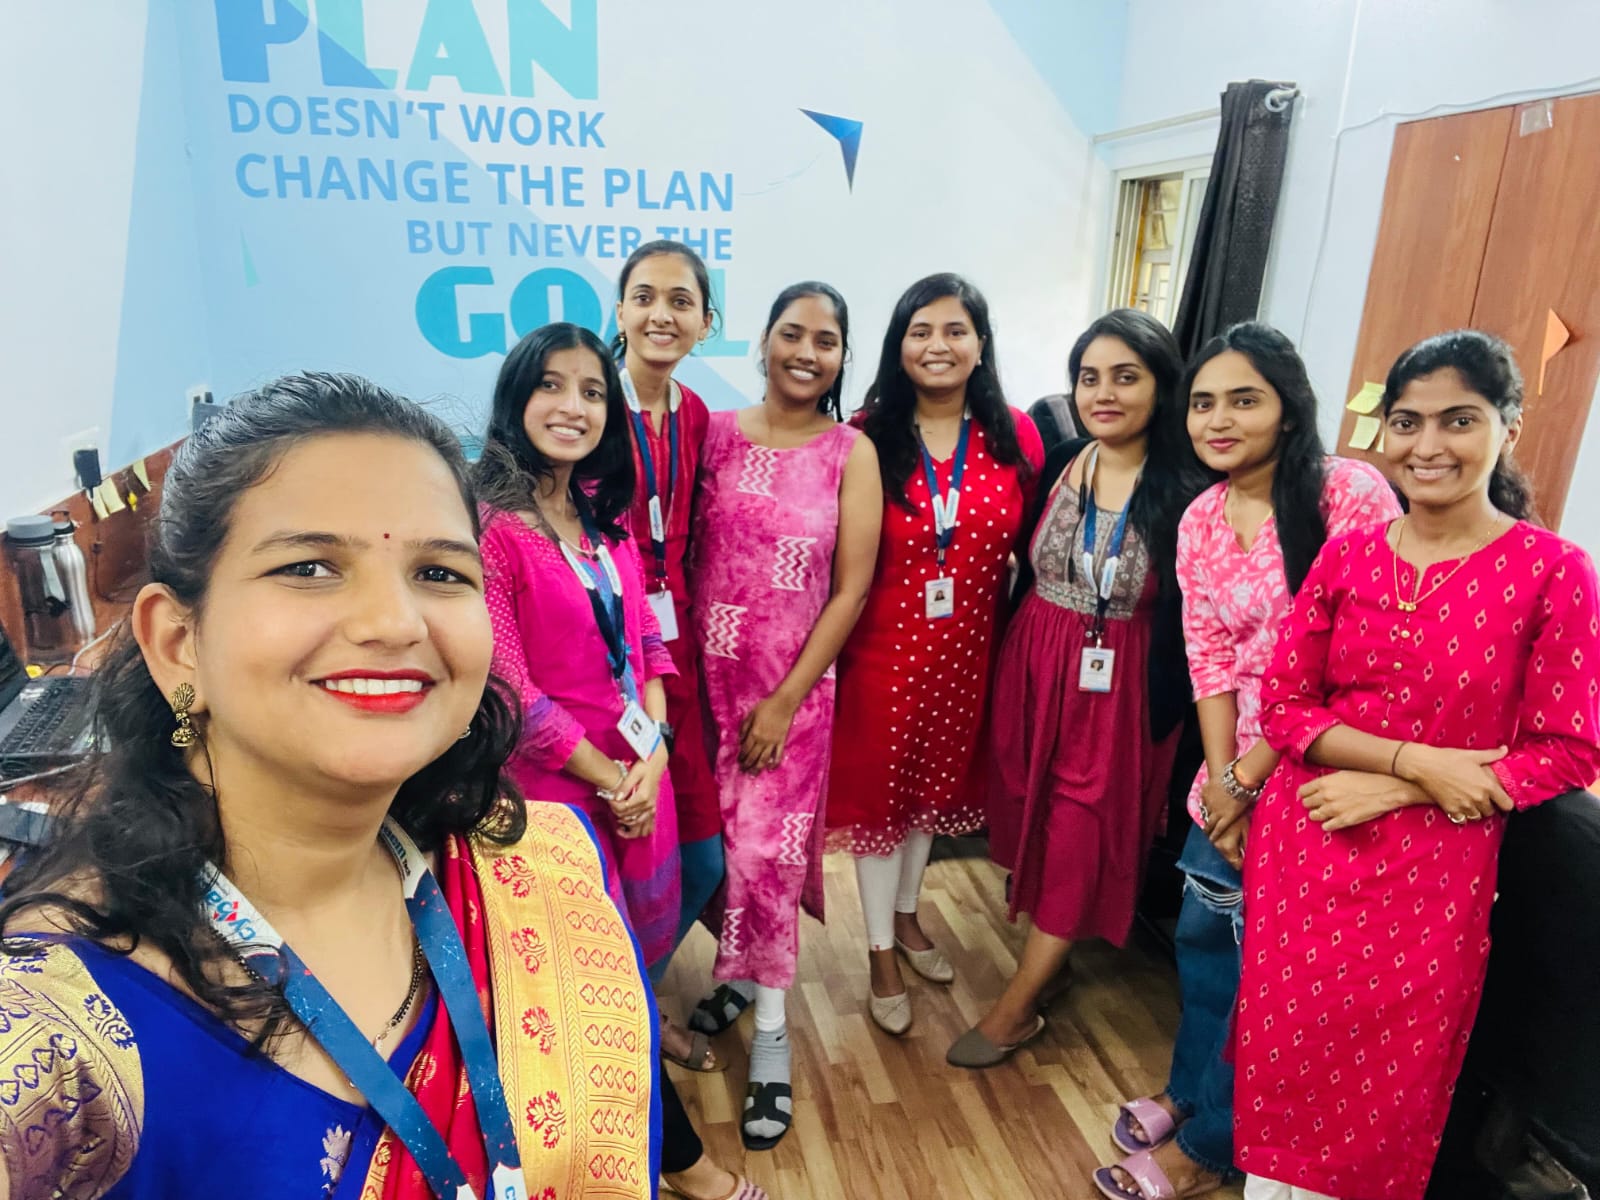 PLAN
DOESN'T WORK
CHANGE THE PLAN
BUT NEVER THE
GOAL